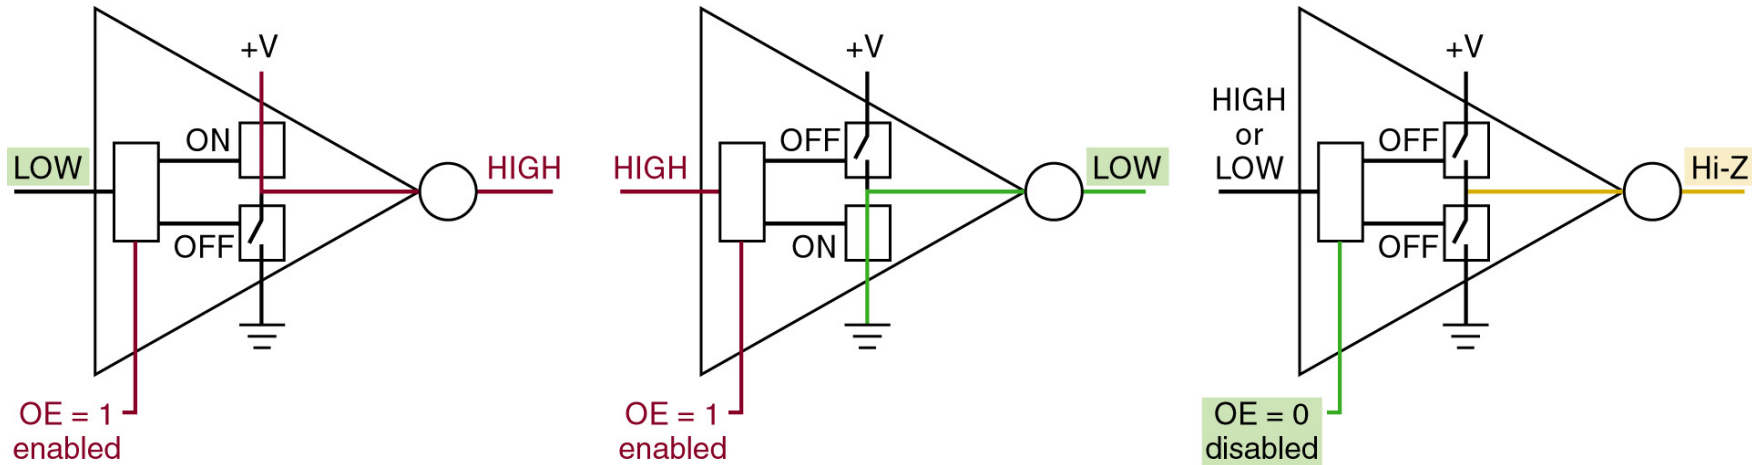 +V
ON
LOW
HIGH
OFF
OE = 1
enabled
+V
OFF
HIGH
LOW
ON
OE = 1
enabled
+V
HIGH
or
LOW
OFF
Hi-Z
OFF
OE = 0
disabled